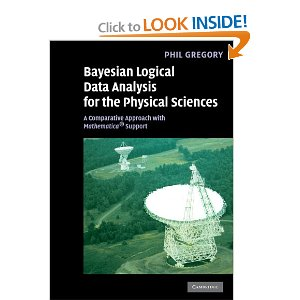 Click to LOOK INSIDE!
PHIL GREGORY
Bayesian Logical
Data Analysis
for the Physical Sciences
A Comparative Approach with
Mathematica® Support
CAMBRIDGE